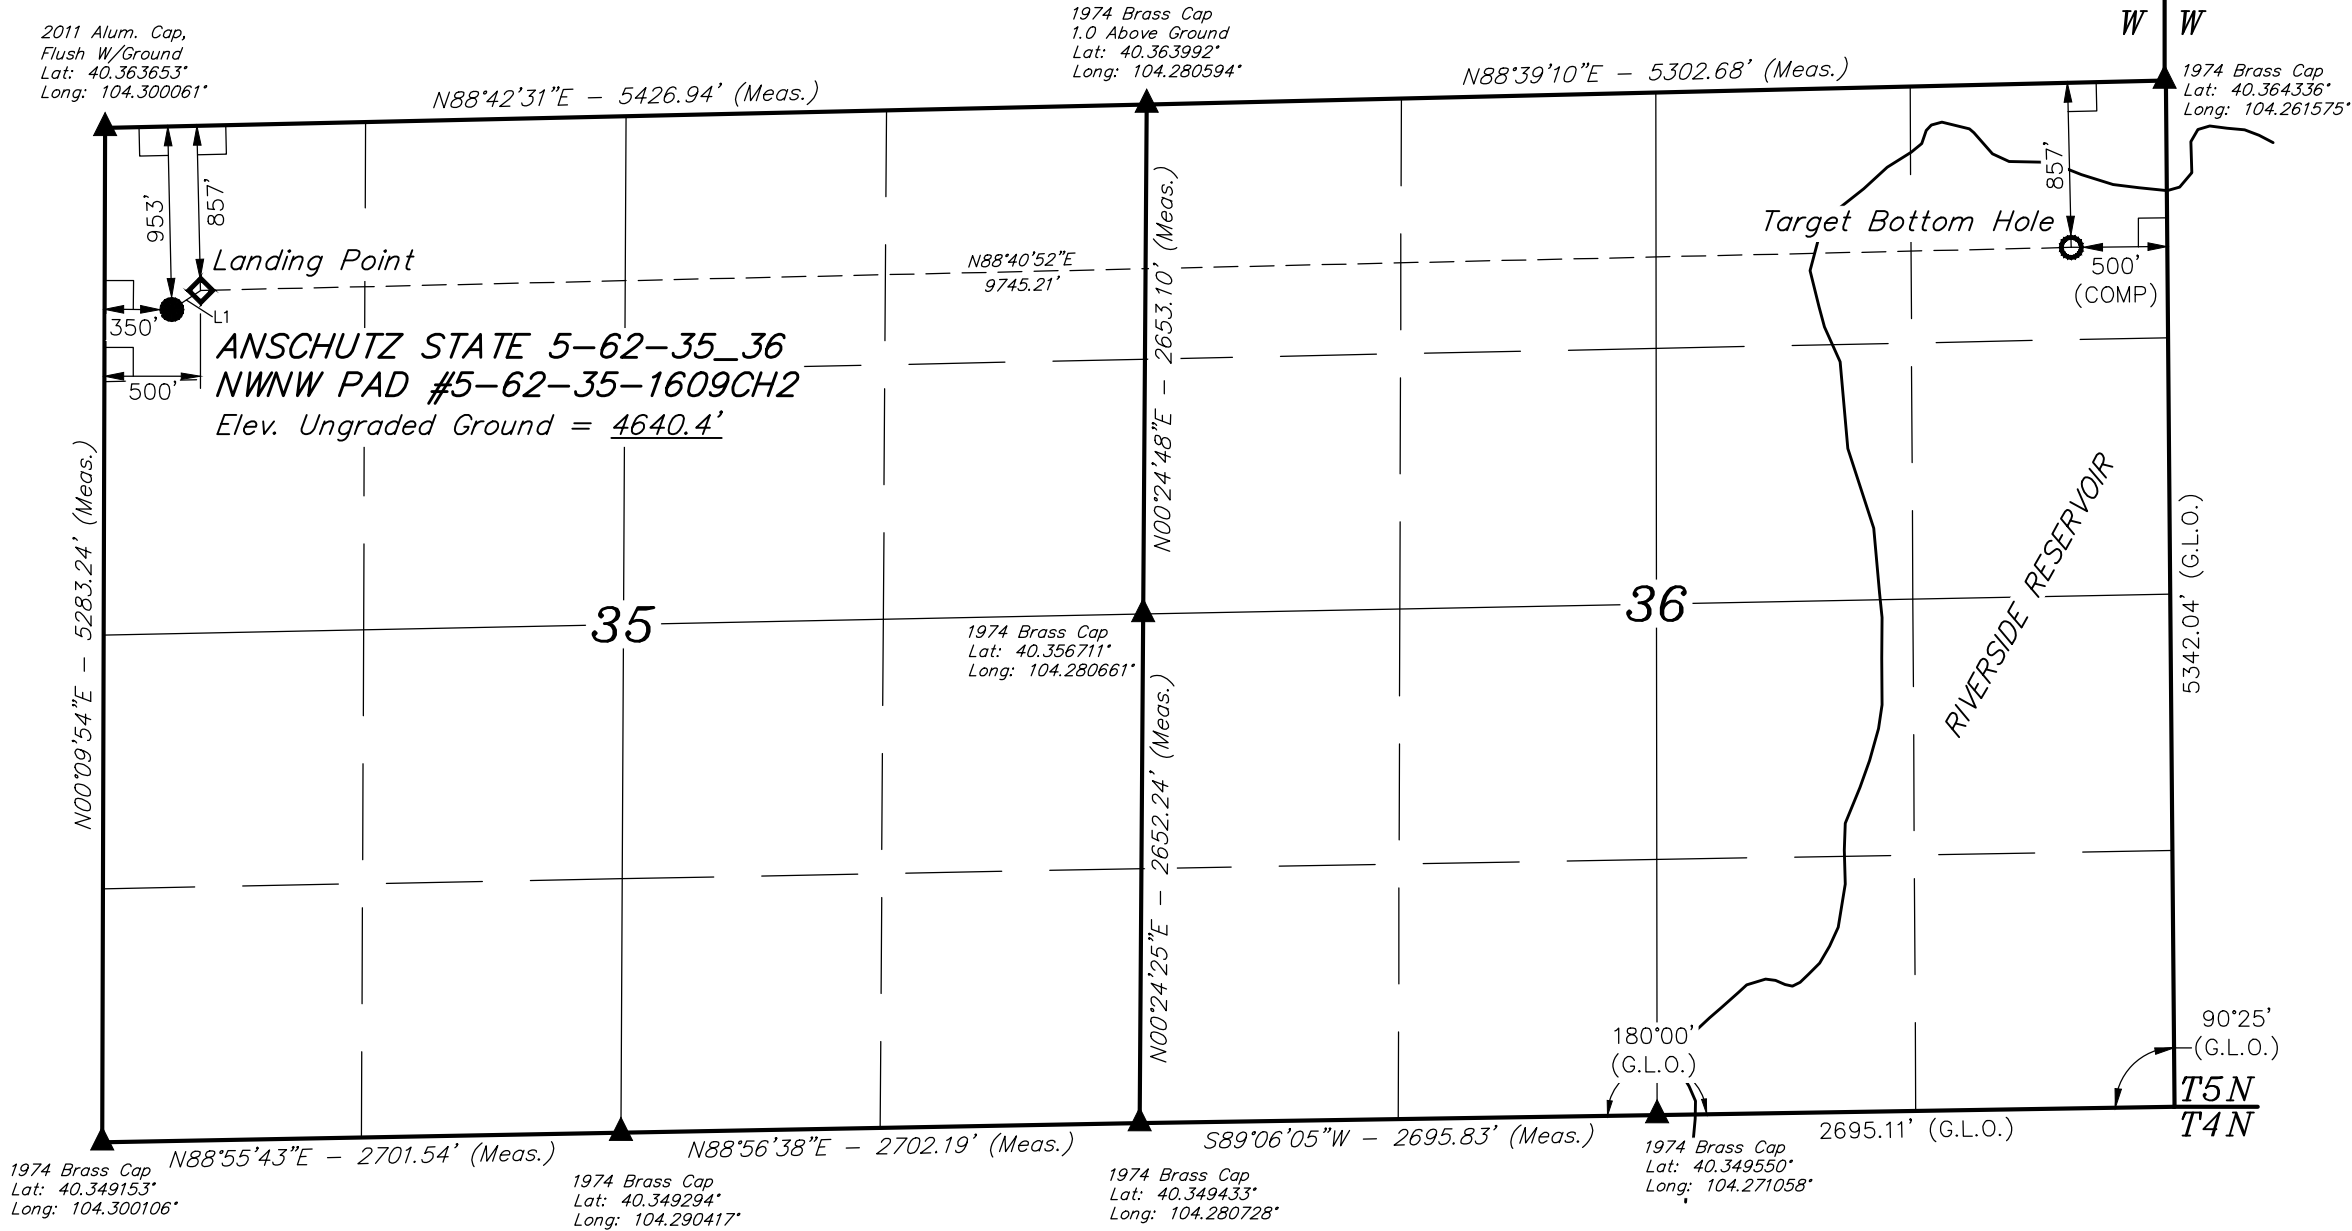 W W
2011 Alum. Cap,
Flush W/Ground
Lat: 40.363653°
Long: 104.300061°
N88°42'31"E - 5426.94' (Meas.)
1974 Brass Cap
1.0 Above Ground
Lat: 40.363992°
Long: 104.280594°
N88°39'10"E - 5302.68' (Meas.)
1974 Brass Cap
Lat: 40.364336°
Long: 104.261575°
953'
857'
Landing Point
L1
350'
500'
N88°40'52"E
9745.21'
Target Bottom Hole
857'
500'
(COMP)
ANSCHUTZ STATE 5-62-35_36
NWNW PAD #5-62-35-1609CH2
Elev. Ungraded Ground = 4640.4'
N00°09'54"E - 5283.24' (Meas.)
N00°24'48"E - 2653.10' (Meas.)
RIVERSIDE RESERVOIR
5342.04' (G.L.O.)
35
36
1974 Brass Cap
Lat: 40.356711°
Long: 104.280661°
N00°24'25"E - 2652.24' (Meas.)
180°00'
(G.L.O.)
90°25'
(G.L.O.)
T5N
T4N
N88°55'43"E - 2701.54' (Meas.)
N88°56'38"E - 2702.19' (Meas.)
S89°06'05"W - 2695.83' (Meas.)
2695.11' (G.L.O.)
1974 Brass Cap
Lat: 40.349153°
Long: 104.300106°
1974 Brass Cap
Lat: 40.349294°
Long: 104.290417°
1974 Brass Cap
Lat: 40.349433°
Long: 104.280728°
1974 Brass Cap
Lat: 40.349550°
Long: 104.271058°